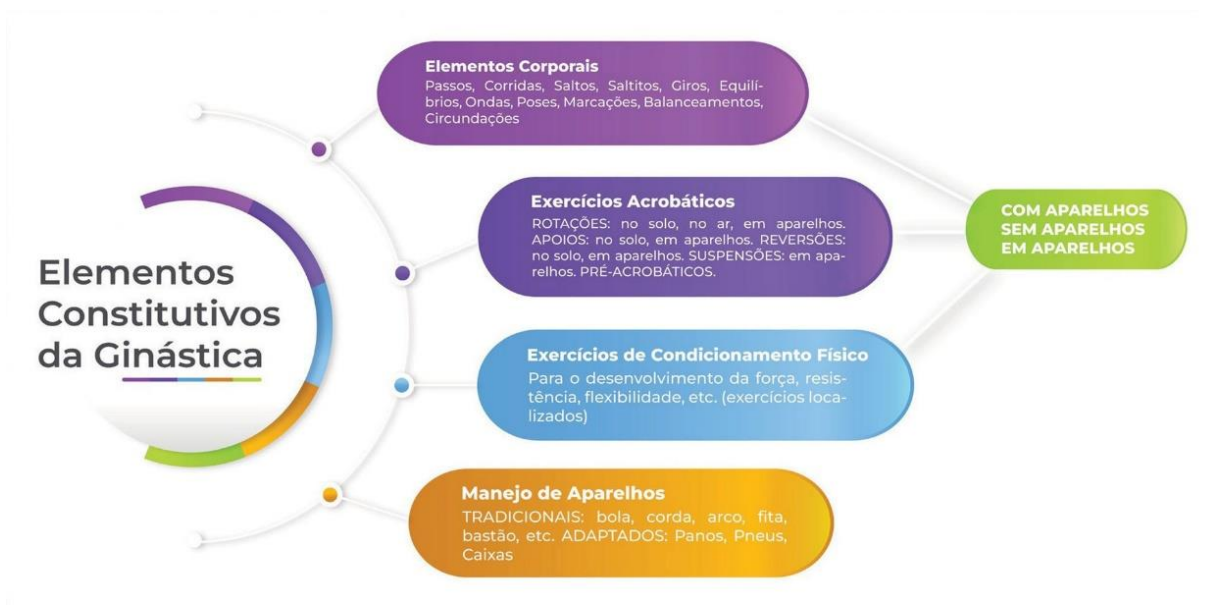 Elementos
Constitutivos
da Ginástica
Elementos Corporais
Passos, Corridas, Saltos, Saltitos, Giros, Equilí-
brios, Ondas, Poses, Marcações, Balanceamentos,
Circundações
Exercícios Acrobáticos
ROTAÇÕES: no solo, no ar, em aparelhos.
APOIOS: no solo, em aparelhos. REVERSÕES:
no solo, em aparelhos. SUSPENSÕES: em apa-
relhos. PRÉ-ACROBÁTICOS.
Exercícios de Condicionamento Físico
Para o desenvolvimento da força, resis-
tência, flexibilidade, etc. (exercícios loca-
lizados)
Manejo de Aparelhos
TRADICIONAIS: bola, corda, arco, fita,
bastão, etc. ADAPTADOS: Panos, Pneus,
Caixas
COM APARELHOS
SEM APARELHOS
EM APARELHOS